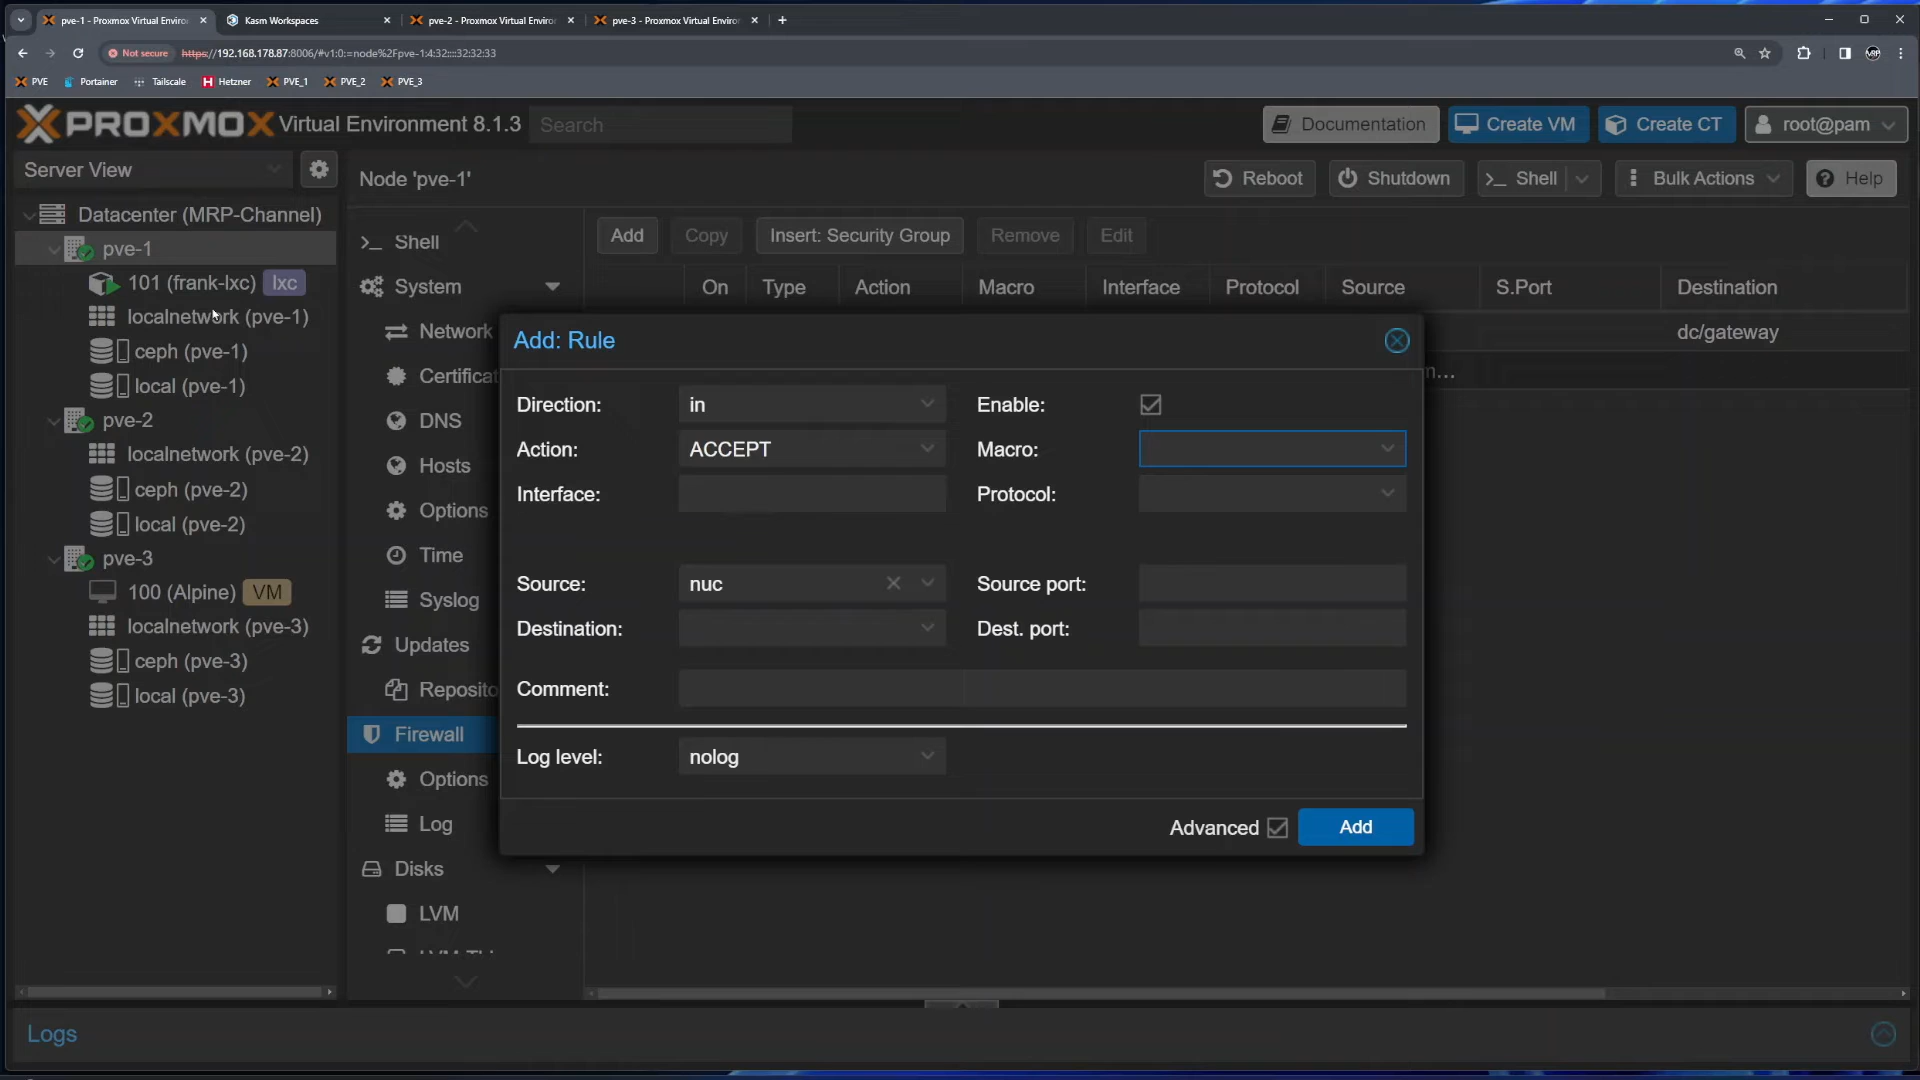 pve-1 - Proxmox Virtual Enviror
Kasm Workspaces
pve-2 - Proxmox Virtual Enviror
pve-3 - Proxmox Virtual Enviror
Not secure
https://192.168.178.87:8006/#v1:0:=node%2Fpve-1:4:32::::32:32:33
PVE
Portainer
Tailscale
Hetzner
PVE_1
PVE_2
PVE_3
PROXMOX Virtual Environment 8.1.3
Search
Documentation
Create VM
Create CT
root@pam
Server View
Node 'pve-1'
Reboot
Shutdown
Shell
Bulk Actions
Help
Datacenter (MRP-Channel)
pve-1
101 (frank-lxc) lxc
localnetwork (pve-1)
ceph (pve-1)
local (pve-1)
pve-2
localnetwork (pve-2)
ceph (pve-2)
local (pve-2)
pve-3
100 (Alpine) VM
localnetwork (pve-3)
ceph (pve-3)
local (pve-3)
Shell
System
Network
Certificat
DNS
Hosts
Options
Time
Syslog
Updates
Reposito
Firewall
Options
Log
Disks
LVM
Add
Copy
Insert: Security Group
Remove
Edit
On
Type
Action
Macro
Interface
Protocol
Source
S.Port
Destination
dc/gateway
Add: Rule
Direction:
in
Enable:
Action:
ACCEPT
Macro:
Interface:
Protocol:
Source:
nuc
Source port:
Destination:
Dest. port:
Comment:
Log level:
nolog
Advanced
Add
Logs